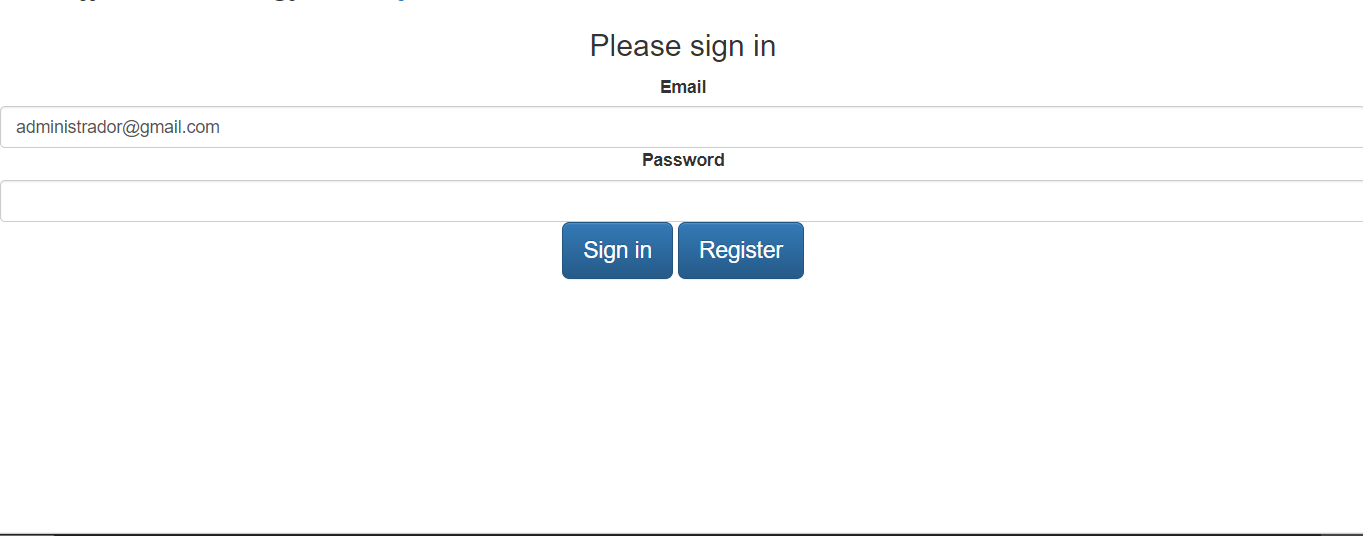 Please sign in
Email
administrador@gmail.com
Password
Sign in Register